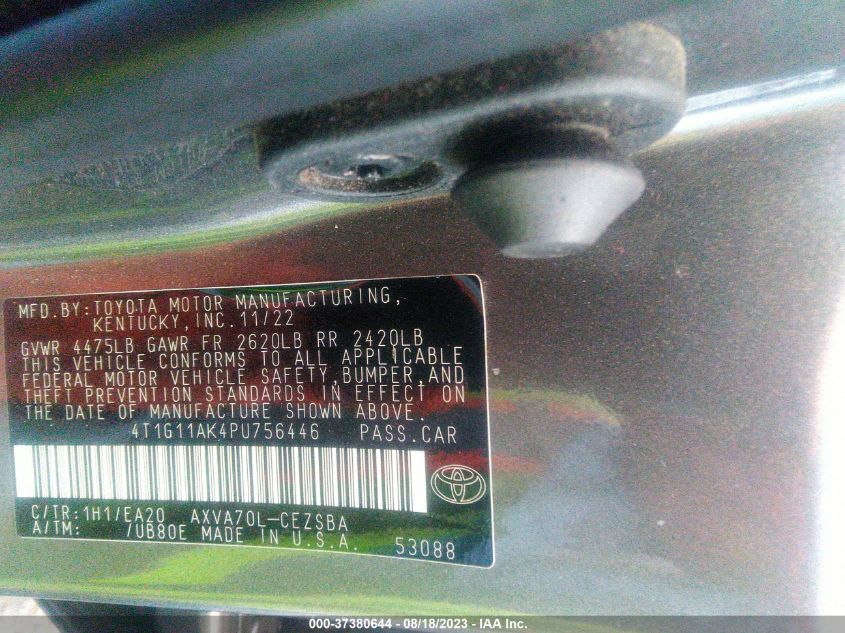 MFD.BY:TOYOTA MOTOR MANUFACTURING,
KENTUCKY,INC.11/22
GVWR 4475LB GAWR FR 2620LB RR 2420LB
THIS VEHICLE CONFORMS TO ALL APPLICABLE
FEDERAL MOTOR VEHICLE SAFETY,BUMPER,AND
THEFT PREVENTION STANDARDS IN EFFECT ON
THE DATE OF MANUFACTURE SHOWN ABOVE.
4T1G11AK4PU756446 PASS.CAR
C/TR:1H1/EA20 AXVA70L-CEZSBA
A/TM: /UB80E MADE IN U.S.A. 53088
000-37380644 - 08/18/2023 - IAA Inc.